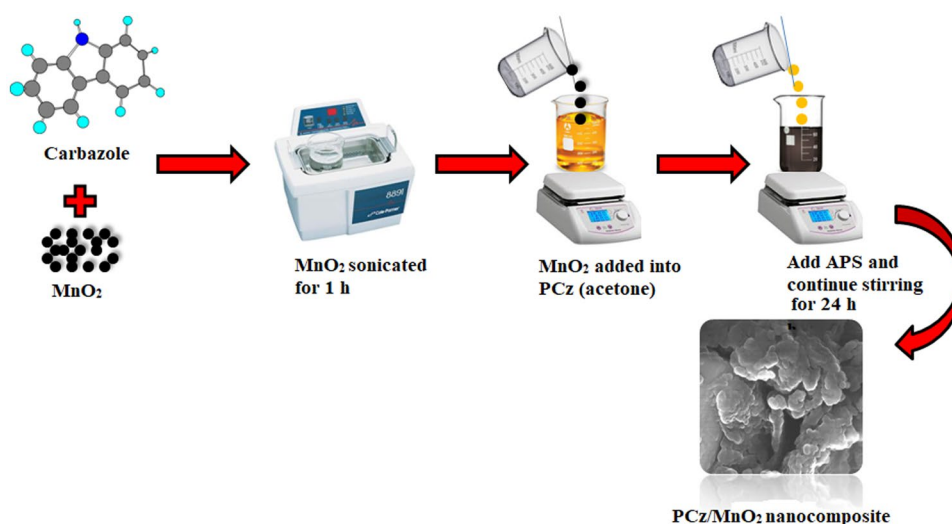 Carbazole
MnO₂
MnO₂ sonicated
for 1 h
8891
MnO₂ added into
PCz (acetone)
Add APS and
continue stirring
for 24 h
PCz/MnO₂ nanocomposite